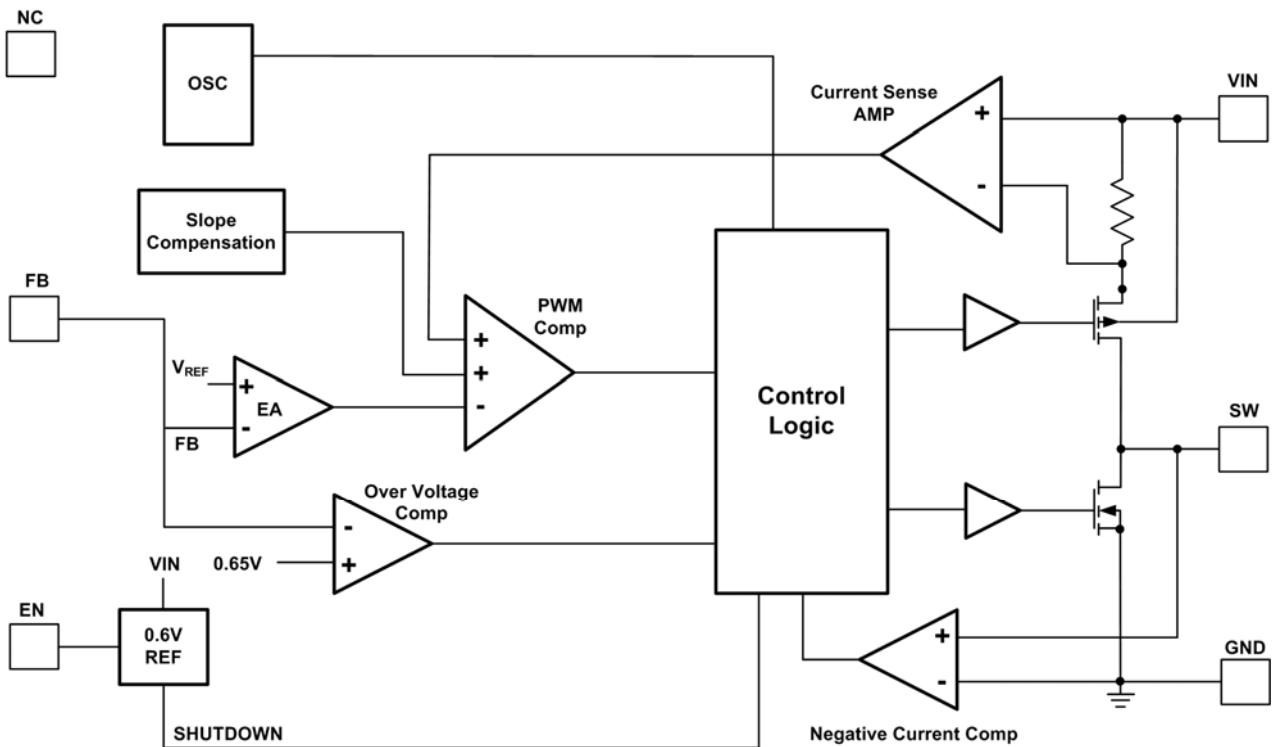 NC
OSC
Current Sense
AMP
+
-
VIN
Slope
Compensation
FB
PWM
Comp
+
+
-
VREF
+
EA
-
FB
Control
Logic
SW
Over Voltage
Comp
-
+
0.65V
VIN
EN
0.6V
REF
+
-
GND
SHUTDOWN
Negative Current Comp